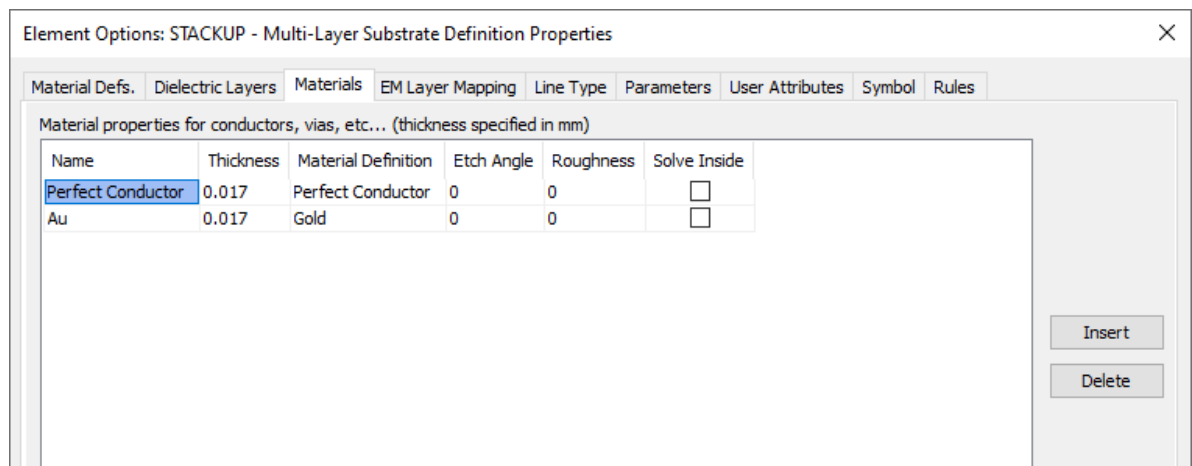 Element Options: STACKUP - Multi-Layer Substrate Definition Properties
Material Defs. Dielectric Layers Materials EM Layer Mapping Line Type Parameters User Attributes Symbol Rules
Material properties for conductors, vias, etc... (thickness specified in mm)
Name Thickness Material Definition Etch Angle Roughness Solve Inside
Perfect Conductor 0.017 Perfect Conductor 0 0
Au 0.017 Gold 0 0
Insert
Delete